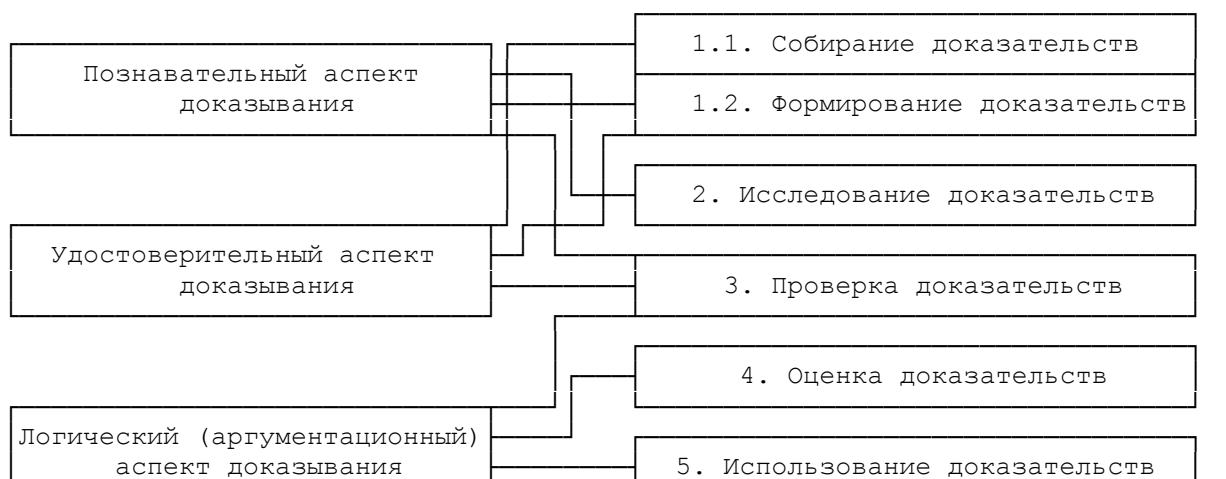 1.1. Собирание доказательств
Познавательный аспект
доказывания
1.2. Формирование доказательств
2. Исследование доказательств
Удостоверительный аспект
доказывания
3. Проверка доказательств
4. Оценка доказательств
Логический (аргументационный)
аспект доказывания
5. Использование доказательств